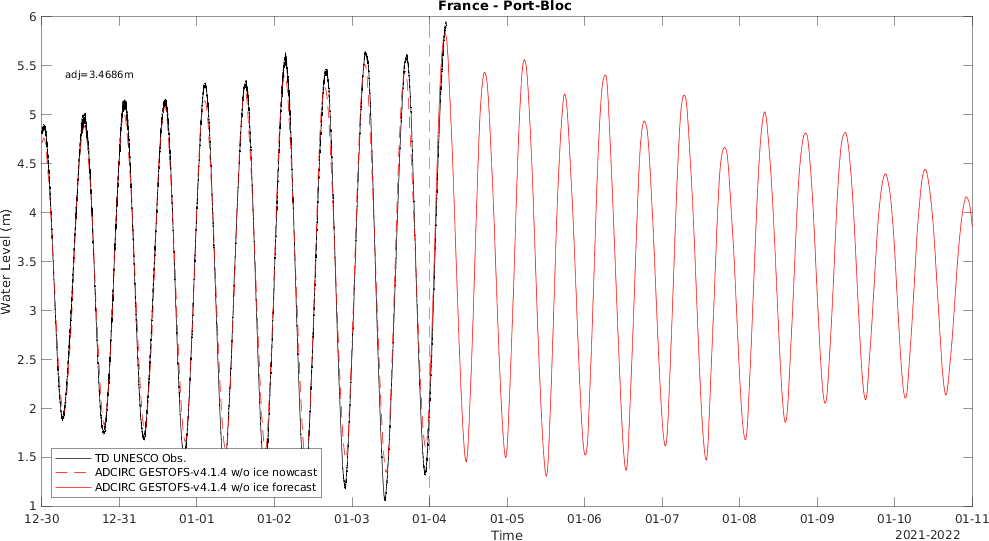 France - Port-Bloc
6
5.5
5
4.5
4
3.5
3
2.5
2
1.5
1
Water Level (m)
adj=3.4686m
TD UNESCO Obs.
ADCIRC GESTOFS-v4.1.4 w/o ice nowcast
ADCIRC GESTOFS-v4.1.4 w/o ice forecast
12-30 12-31 01-01 01-02 01-03 01-04 01-05 01-06 01-07 01-08 01-09 01-10 01-11
Time
2021-2022